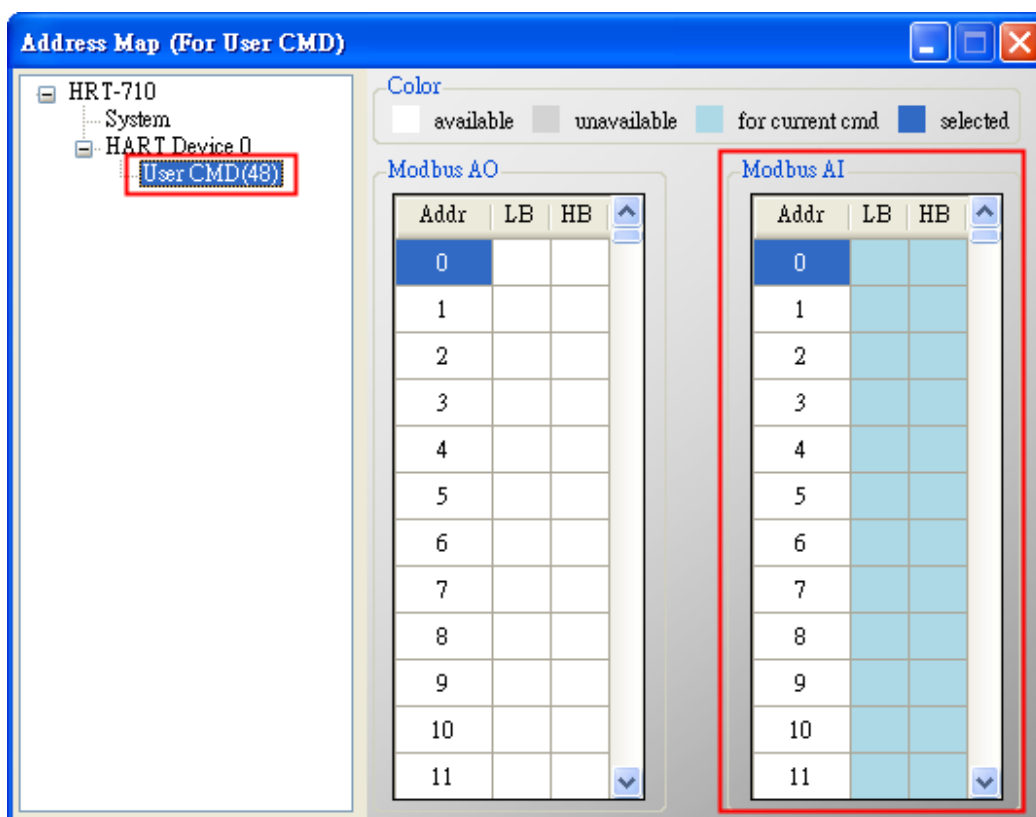 Address Map (For User CMD)
HRT-710
System
HART Device 0
User CMD(48)
Color
available unavailable for current cmd selected
Modbus AO
Addr LB HB
0
1
2
3
4
5
6
7
8
9
10
11
Modbus AI
Addr LB HB
0
1
2
3
4
5
6
7
8
9
10
11